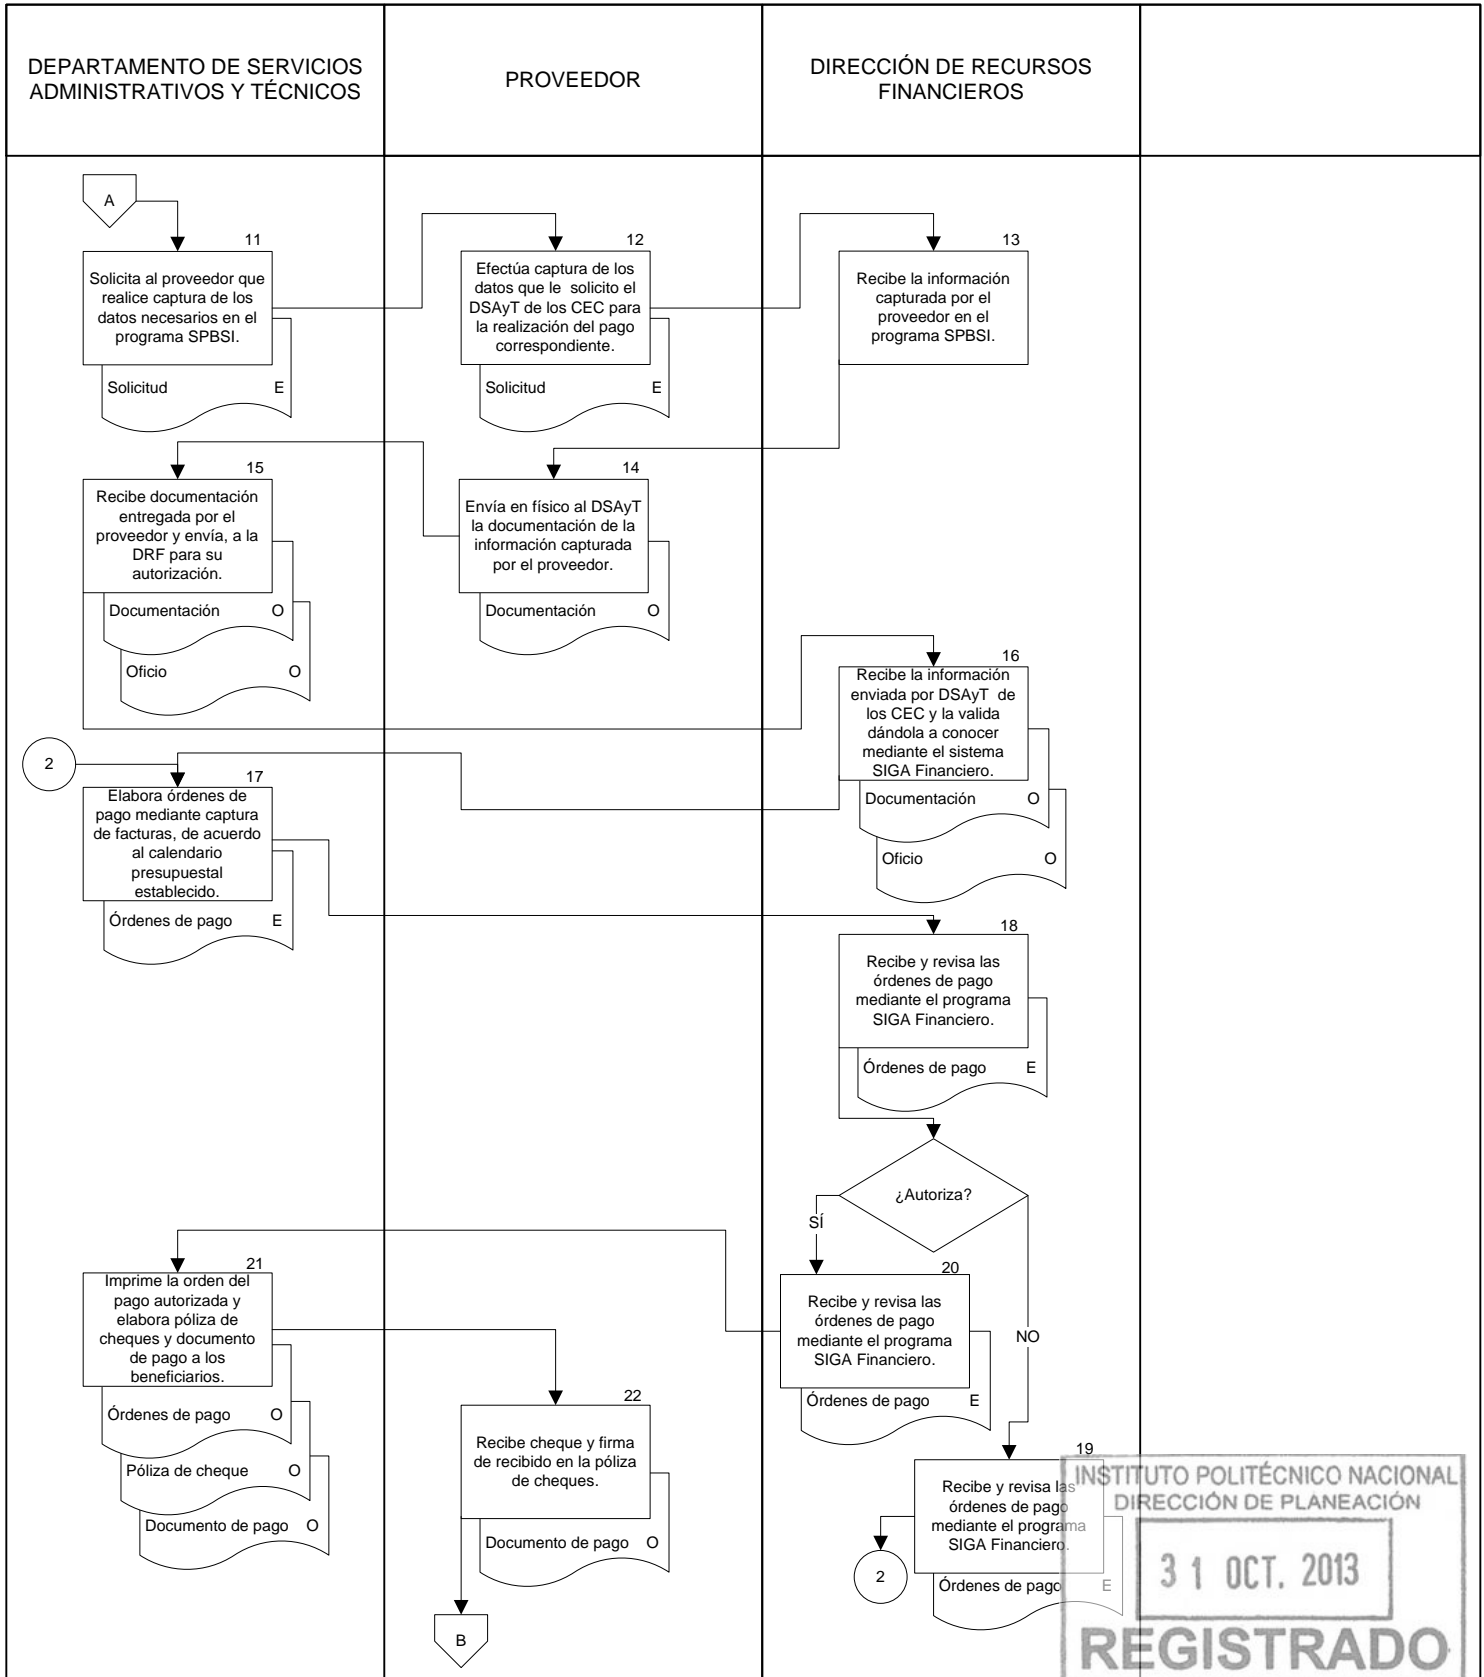 DEPARTAMENTO DE SERVICIOS
ADMINISTRATIVOS Y TÉCNICOS
PROVEEDOR
DIRECCIÓN DE RECURSOS
FINANCIEROS
A
11
Solicita al proveedor que
realice captura de los
datos necesarios en el
programa SPBSI.
Solicitud E
12
Efectúa captura de los
datos que le solicito el
DSAyT de los CEC para
la realización del pago
correspondiente.
Solicitud E
13
Recibe la información
capturada por el
proveedor en el
programa SPBSI.
15
Recibe documentación
entregada por el
proveedor y envía, a la
DRF para su
autorización.
Documentación O
Oficio O
14
Envía en físico al DSAyT
la documentación de la
información capturada
por el proveedor.
Documentación O
16
Recibe la información
enviada por DSAyT de
los CEC y la valida
dándola a conocer
mediante el sistema
SIGA Financiero.
Documentación O
Oficio O
2
17
Elabora órdenes de
pago mediante captura
de facturas, de acuerdo
al calendario
presupuestal
establecido.
Órdenes de pago E
18
Recibe y revisa las
órdenes de pago
mediante el programa
SIGA Financiero.
Órdenes de pago E
¿Autoriza?
SÍ
NO
21
Imprime la orden del
pago autorizada y
elabora póliza de
cheques y documento
de pago a los
beneficiarios.
Órdenes de pago O
Póliza de cheque O
Documento de pago O
20
Recibe y revisa las
órdenes de pago
mediante el programa
SIGA Financiero.
Órdenes de pago E
22
Recibe cheque y firma
de recibido en la póliza
de cheques.
Documento de pago O
B
19
Recibe y revisa las
órdenes de pago
mediante el programa
SIGA Financiero.
Órdenes de pago E
2
INSTITUTO POLITÉCNICO NACIONAL
DIRECCIÓN DE PLANEACIÓN
31 OCT. 2013
REGISTRADO